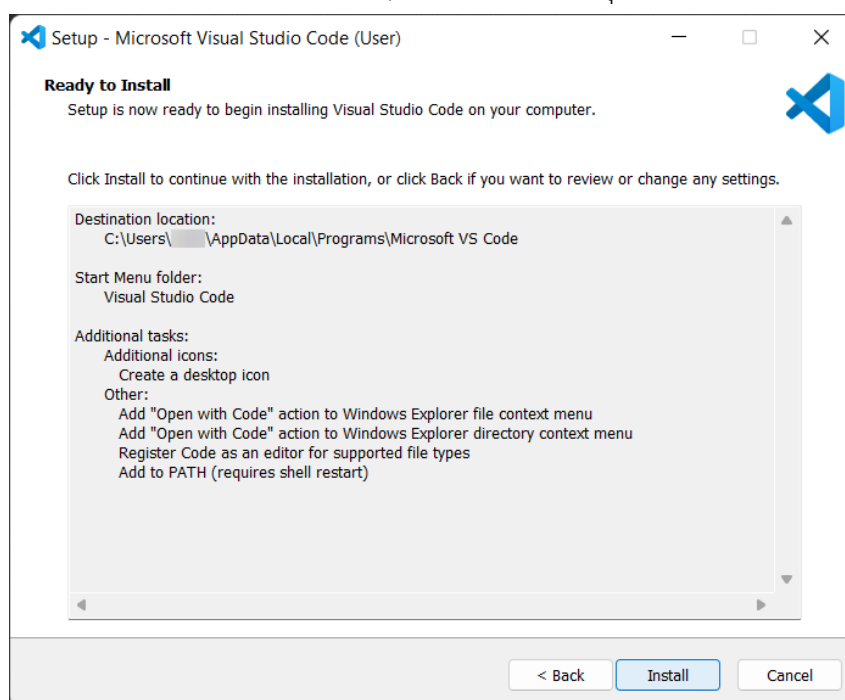 Setup - Microsoft Visual Studio Code (User)
Ready to Install
Setup is now ready to begin installing Visual Studio Code on your computer.
Click Install to continue with the installation, or click Back if you want to review or change any settings.
Destination location:
C:\Users\ \AppData\Local\Programs\Microsoft VS Code
Start Menu folder:
Visual Studio Code
Additional tasks:
Additional icons:
Create a desktop icon
Other:
Add "Open with Code" action to Windows Explorer file context menu
Add "Open with Code" action to Windows Explorer directory context menu
Register Code as an editor for supported file types
Add to PATH (requires shell restart)
< Back Install Cancel